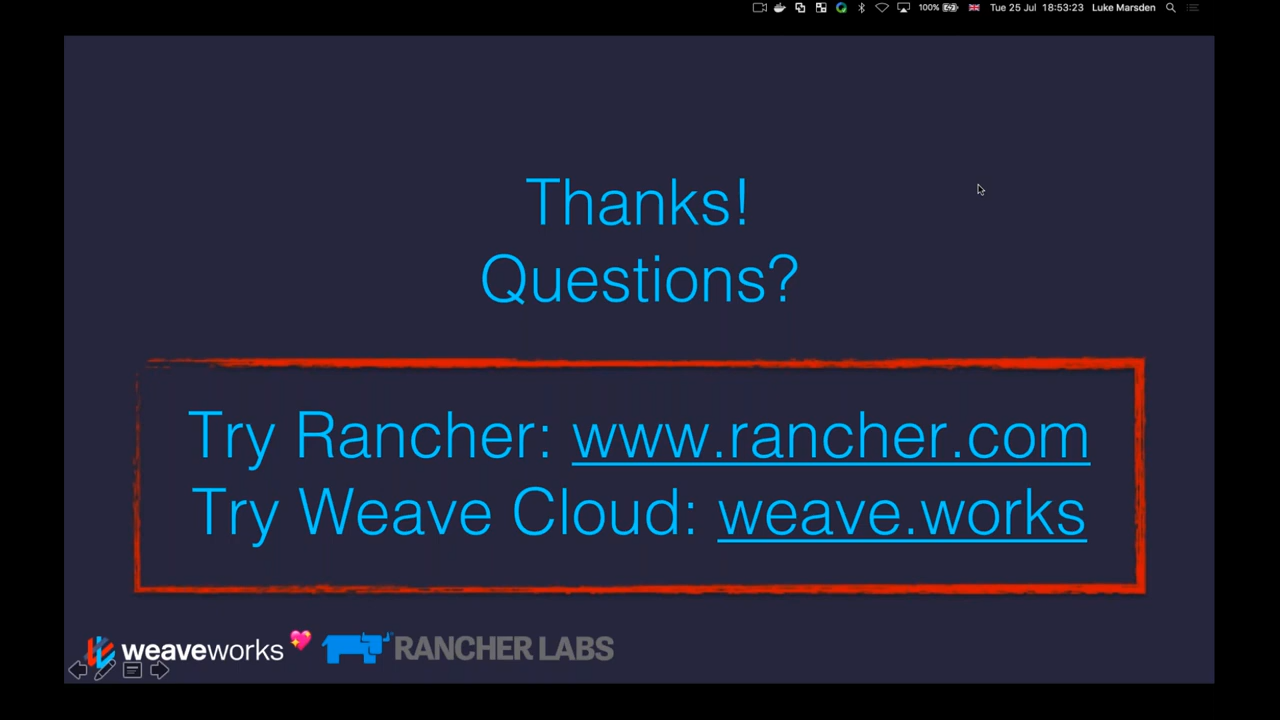 100% Tue 25 Jul 18:53:23 Luke Marsden
Thanks!
Questions?
Try Rancher: www.rancher.com
Try Weave Cloud: weave.works
weaveworks RANCHER LABS